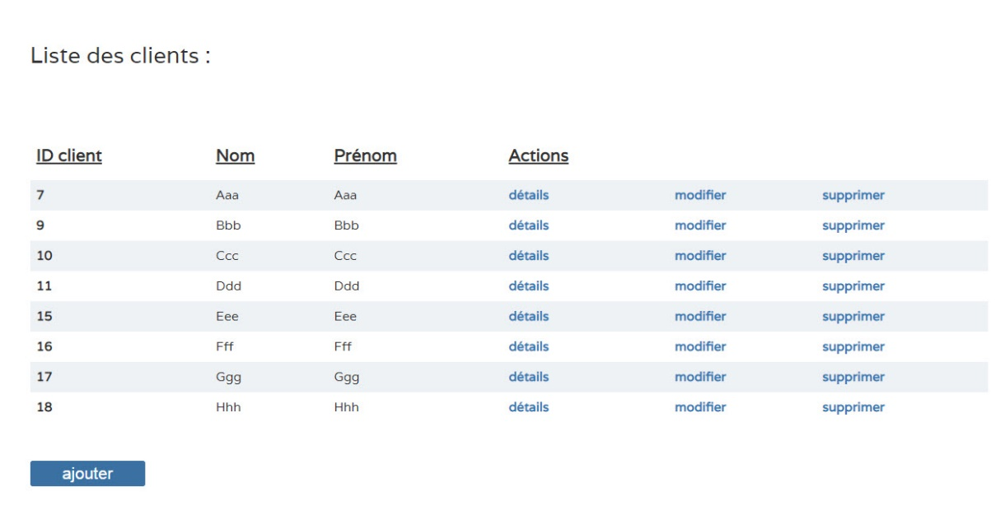 Liste des clients :
ID client Nom Prénom Actions
7 Aaa Aaa détails modifier supprimer
9 Bbb Bbb détails modifier supprimer
10 Ccc Ccc détails modifier supprimer
11 Ddd Ddd détails modifier supprimer
15 Eee Eee détails modifier supprimer
16 Fff Fff détails modifier supprimer
17 Ggg Ggg détails modifier supprimer
18 Hhh Hhh détails modifier supprimer
ajouter